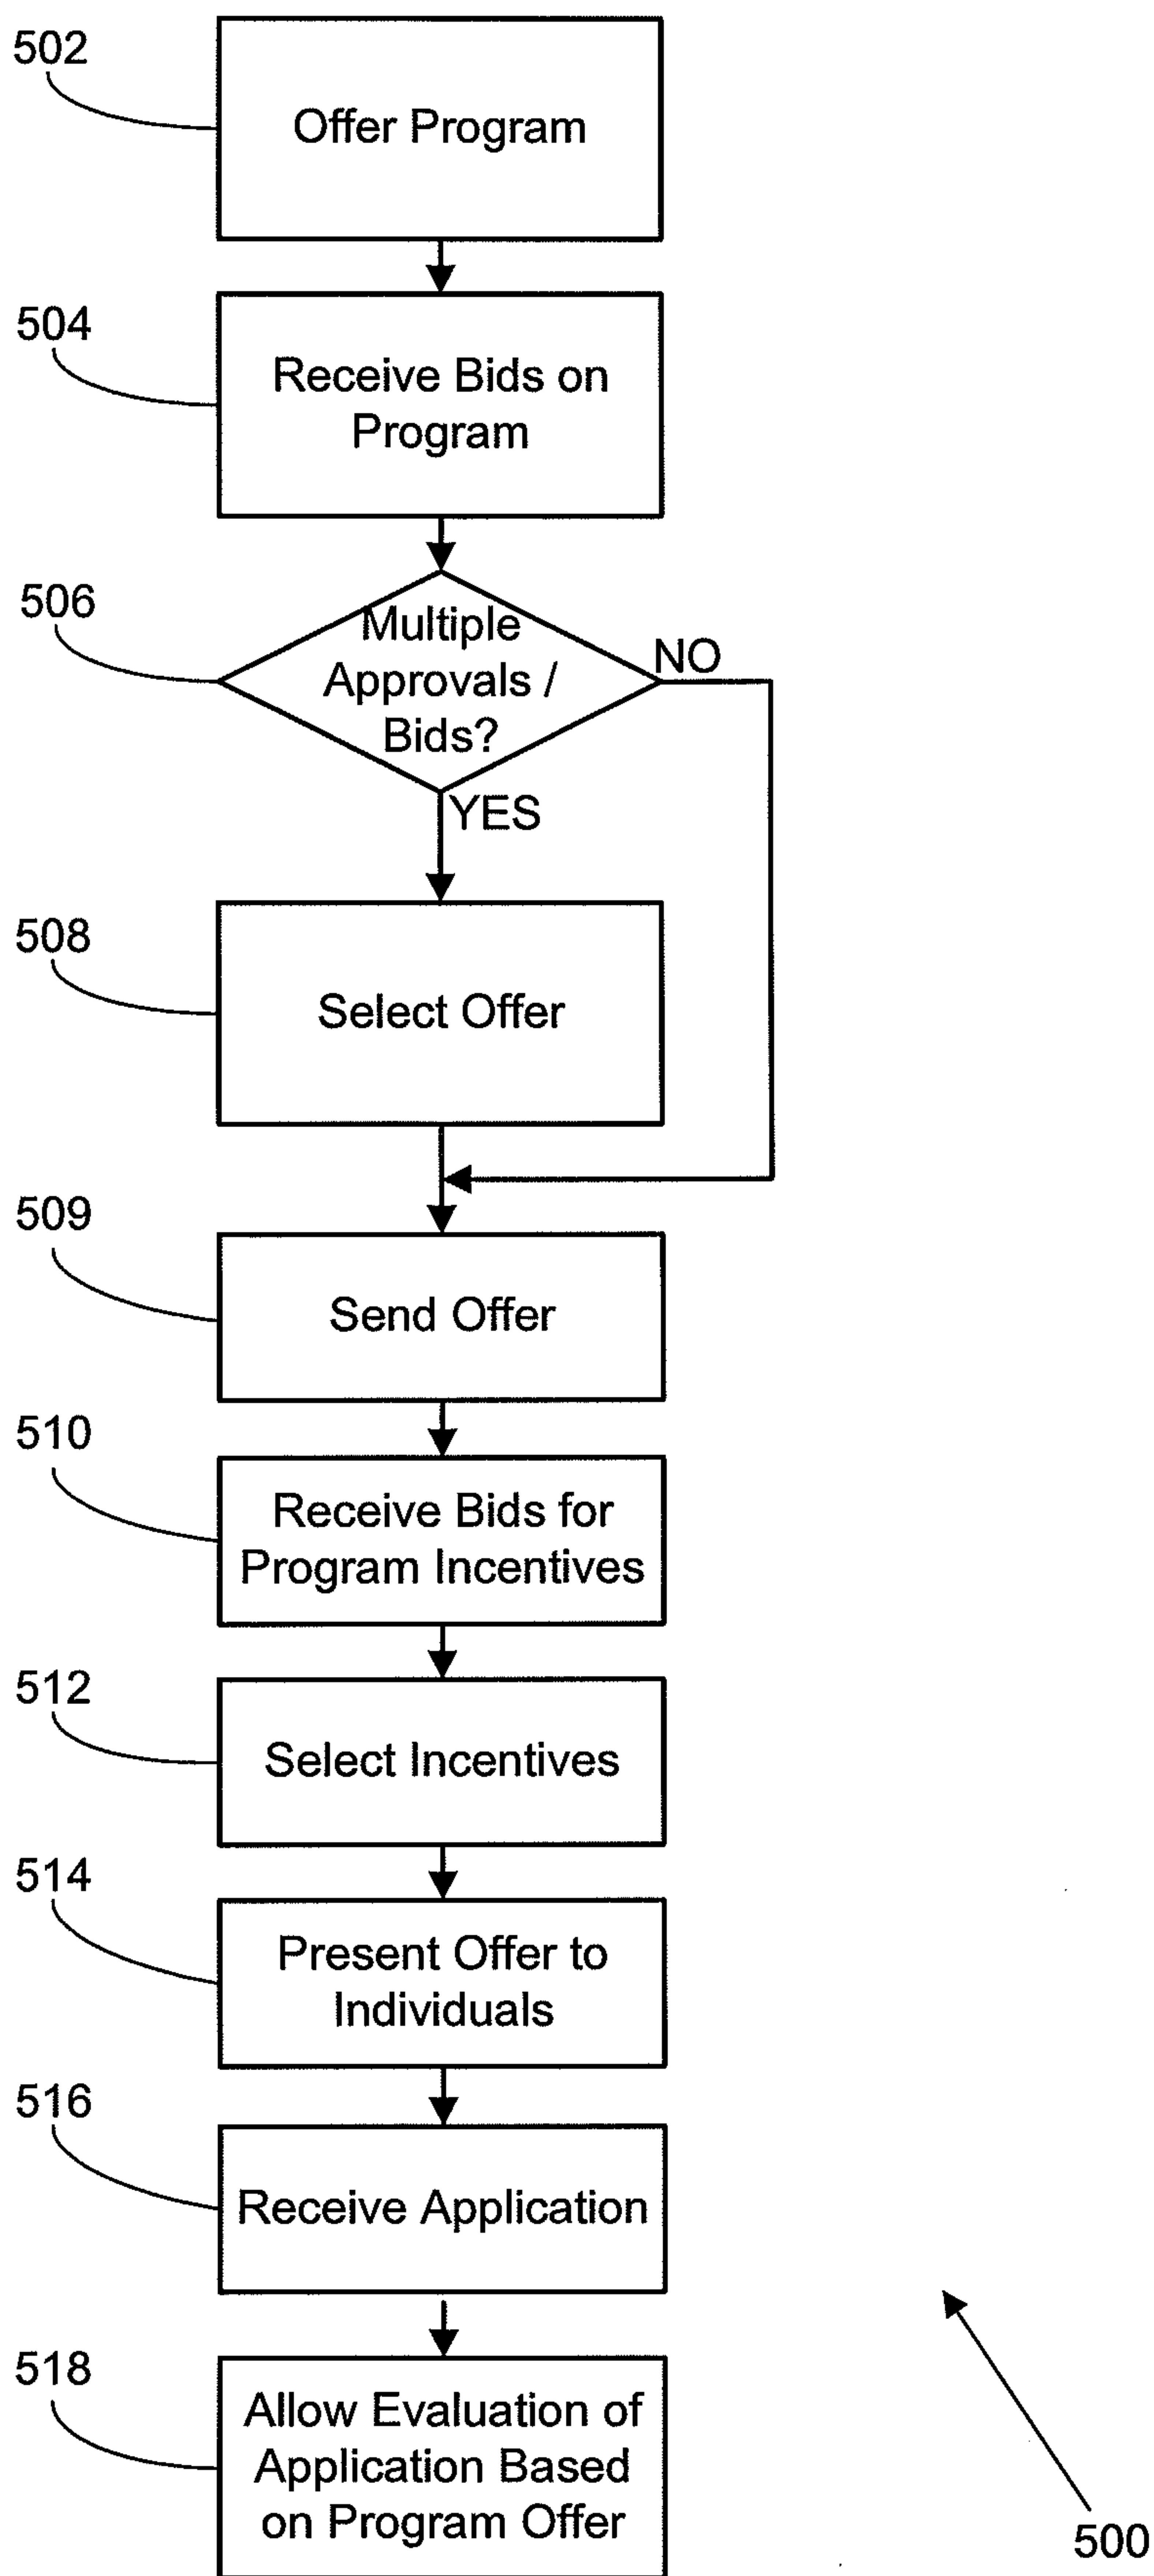 502
Offer Program
504
Receive Bids on
Program
506
Multiple
Approvals /
Bids?
NO
YES
508
Select Offer
509
Send Offer
510
Receive Bids for
Program Incentives
512
Select Incentives
514
Present Offer to
Individuals
516
Receive Application
518
Allow Evaluation of
Application Based
on Program Offer
500